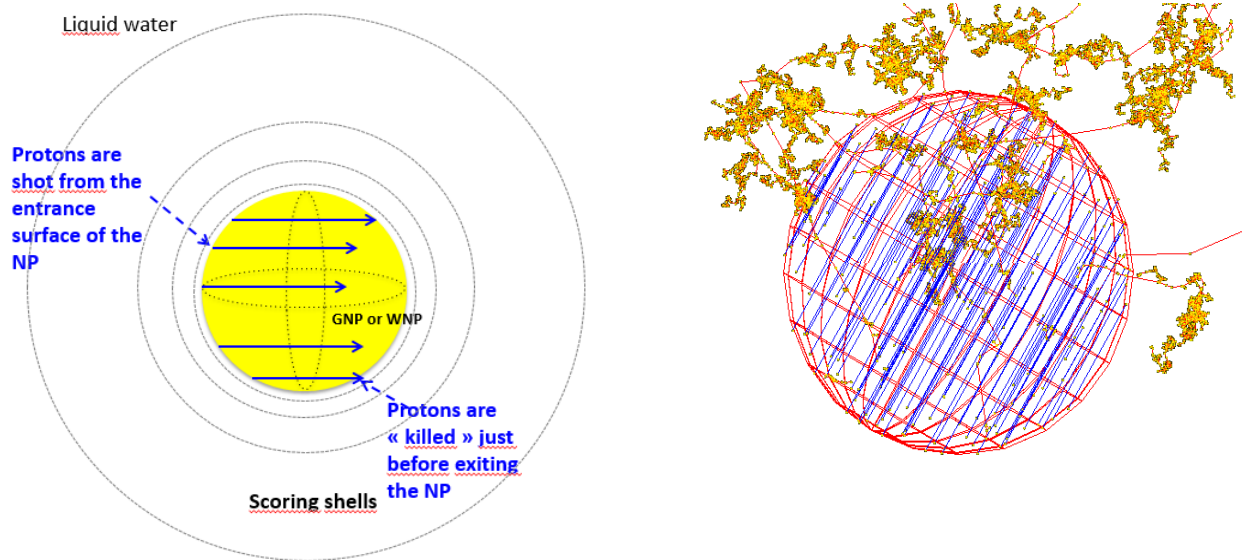 Liquid water
Protons are
shot from the
entrance
surface of the
NP
GNP or WNP
Protons are
« killed » just
before exiting
the NP
Scoring shells